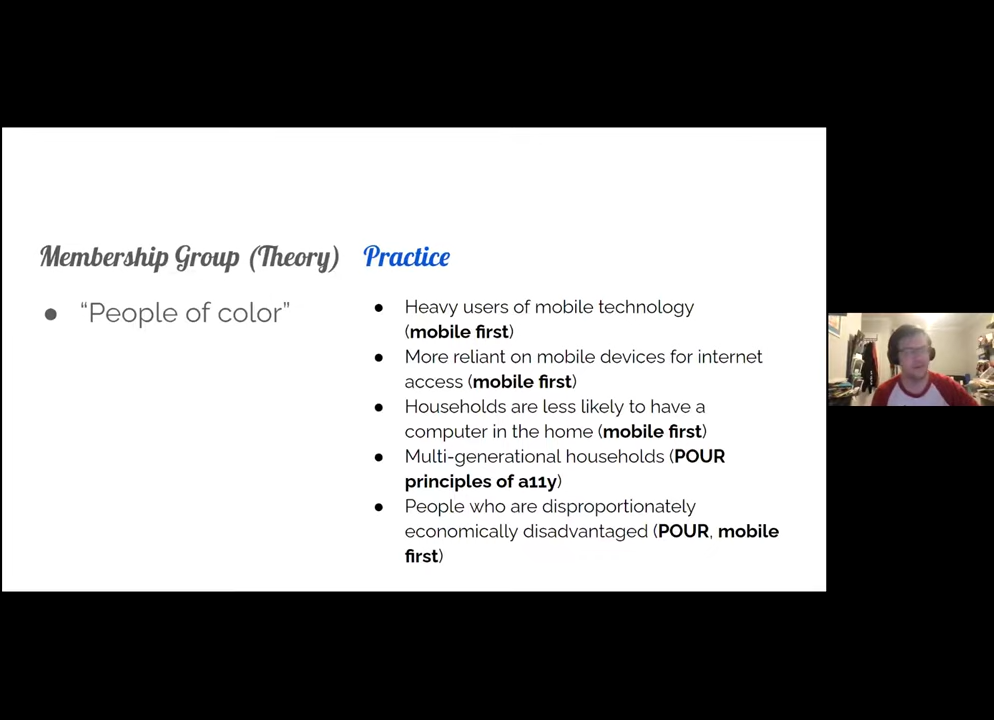 Membership Group (Theory)
● “People of color”
Practice
● Heavy users of mobile technology
(mobile first)
● More reliant on mobile devices for internet
access (mobile first)
● Households are less likely to have a
computer in the home (mobile first)
● Multi-generational households (POUR
principles of a11y)
● People who are disproportionately
economically disadvantaged (POUR, mobile
first)